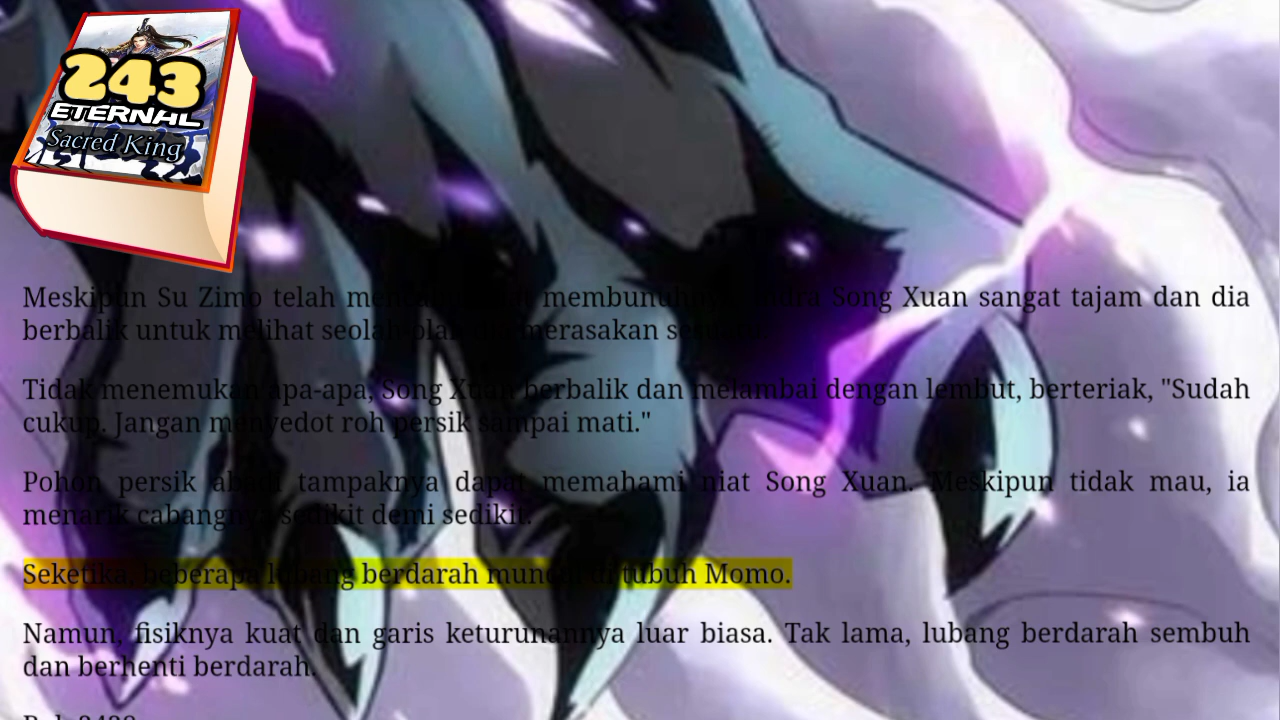 243
ETERNAL
Sacred King
Meskipun Su Zimo telah membunuhnya, Song Xuan sangat tajam dan dia
berbalik untuk melihat seolah-olah dia merasakan sesuatu.
Tidak menemukan apa-apa, Song Xuan berbalik dan melambai dengan lembut, berteriak, "Sudah
cukup. Jangan menyedot roh persik sampai mati."
Pohon persik abadi tampaknya dapat memahami niat Song Xuan. Meskipun tidak mau, ia
menarik cabangnya sedikit demi sedikit.
Seketika, beberapa lubang berdarah muncul di tubuh Momo.
Namun, fisiknya kuat dan garis keturunannya luar biasa. Tak lama, lubang berdarah sembuh
dan berhenti berdarah.